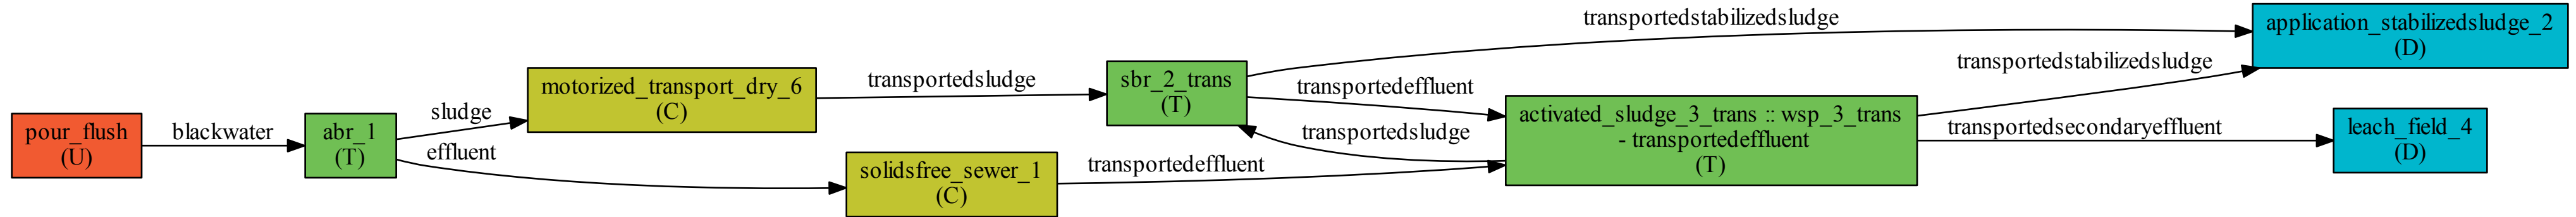 pour_flush
(U)
blackwater
abr_1
(T)
sludge
effluent
motorized_transport_dry_6
(C)
solidsfree_sewer_1
(C)
transportedsludge
transportedeffluent
sbr_2_trans
(T)
transportedstabilizedsludge
transportedeffluent
transportedsludge
activated_sludge_3_trans :: wsp_3_trans
- transportedeffluent
(T)
transportedstabilizedsludge
transportedsecondaryeffluent
application_stabilizedsludge_2
(D)
leach_field_4
(D)